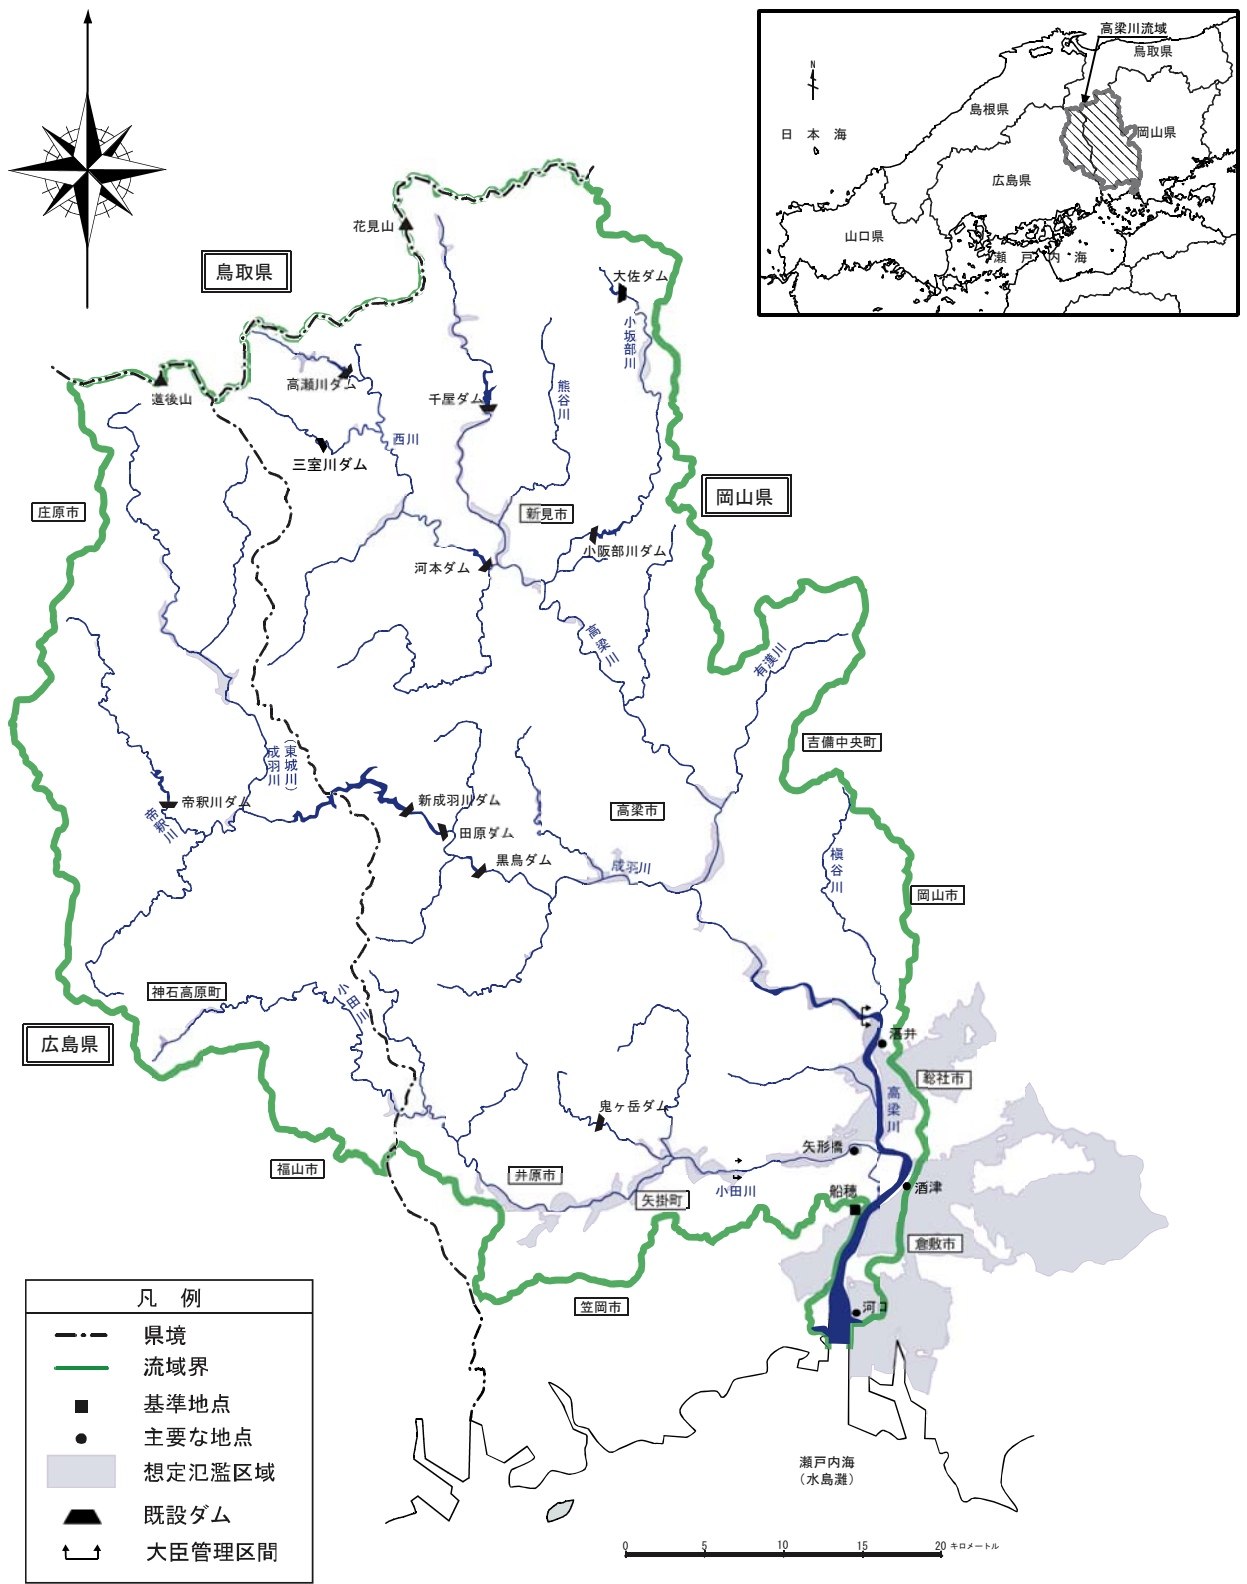 高梁川流域
鳥取県
N
島根県
日本海
岡山県
広島県
山口県
瀬戸内海
花見山
鳥取県
大佐ダム
小坂部川
高瀬川ダム
千屋ダム
熊谷川
道後山
西川
三室川ダム
岡山県
庄原市
新見市
小阪部川ダム
河本ダム
高梁川
有漢川
吉備中央町
成羽川
(東城川)
帝釈川ダム
帝釈川
新成羽川ダム
高梁市
田原ダム
黒鳥ダム
成羽川
槇谷川
岡山市
神石高原町
小田川
広島県
酒井
総社市
高梁川
鬼ヶ岳ダム
矢形橋
福山市
井原市
小田川
矢掛町
船穂
酒津
倉敷市
笠岡市
河口
凡例
県境
流域界
基準地点
主要な地点
想定氾濫区域
既設ダム
大臣管理区間
瀬戸内海
(水島灘)
0 5 10 15 20 キロメートル